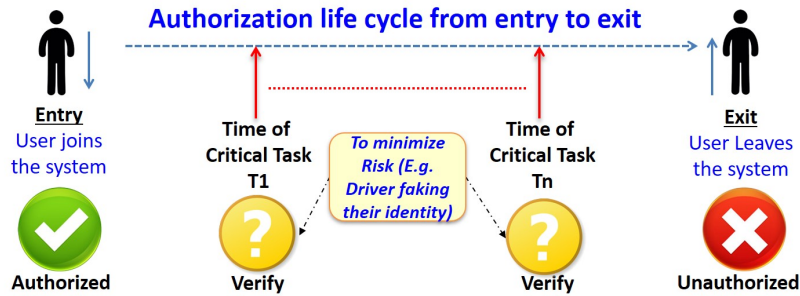 Authorization life cycle from entry to exit
Entry
User joins
the system
Authorized
Time of
Critical Task
T1
?
Verify
To minimize
Risk (E.g.
Driver faking
their identity)
Time of
Critical Task
Tn
?
Verify
Exit
User Leaves
the system
Unauthorized